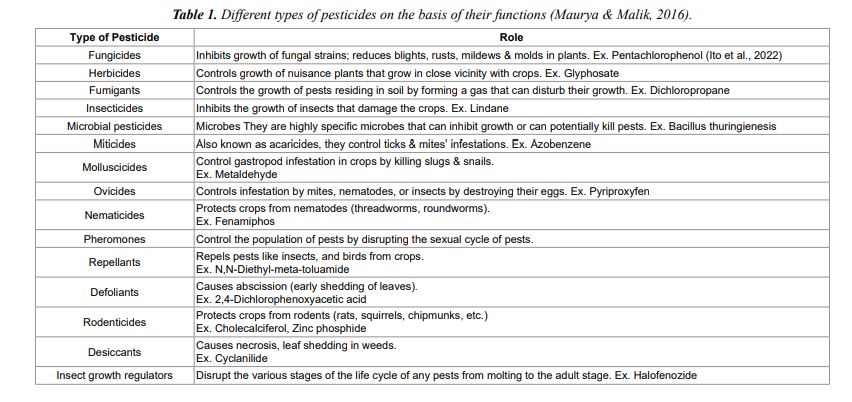 Table 1. Different types of pesticides on the basis of their functions (Maurya & Malik, 2016).
Type of Pesticide Role
Fungicides Inhibits growth of fungal strains; reduces blights, rusts, mildews & molds in plants. Ex. Pentachlorophenol (Ito et al., 2022)
Herbicides Controls growth of nuisance plants that grow in close vicinity with crops. Ex. Glyphosate
Fumigants Controls the growth of pests residing in soil by forming a gas that can disturb their growth. Ex. Dichloropropane
Insecticides Inhibits the growth of insects that damage the crops. Ex. Lindane
Microbial pesticides Microbes They are highly specific microbes that can inhibit growth or can potentially kill pests. Ex. Bacillus thuringienesis
Miticides Also known as acaricides, they control ticks & mites' infestations. Ex. Azobenzene
Molluscicides Control gastropod infestation in crops by killing slugs & snails.
Ex. Metaldehyde
Ovicides Controls infestation by mites, nematodes, or insects by destroying their eggs. Ex. Pyriproxyfen
Nematicides Protects crops from nematodes (threadworms, roundworms).
Ex. Fenamiphos
Pheromones Control the population of pests by disrupting the sexual cycle of pests.
Repellants Repels pests like insects, and birds from crops.
Ex. N,N-Diethyl-meta-toluamide
Defoliants Causes abscission (early shedding of leaves).
Ex. 2,4-Dichlorophenoxyacetic acid
Rodenticides Protects crops from rodents (rats, squirrels, chipmunks, etc.)
Ex. Cholecalciferol, Zinc phosphide
Desiccants Causes necrosis, leaf shedding in weeds.
Ex. Cyclanilide
Insect growth regulators Disrupt the various stages of the life cycle of any pests from molting to the adult stage. Ex. Halofenozide